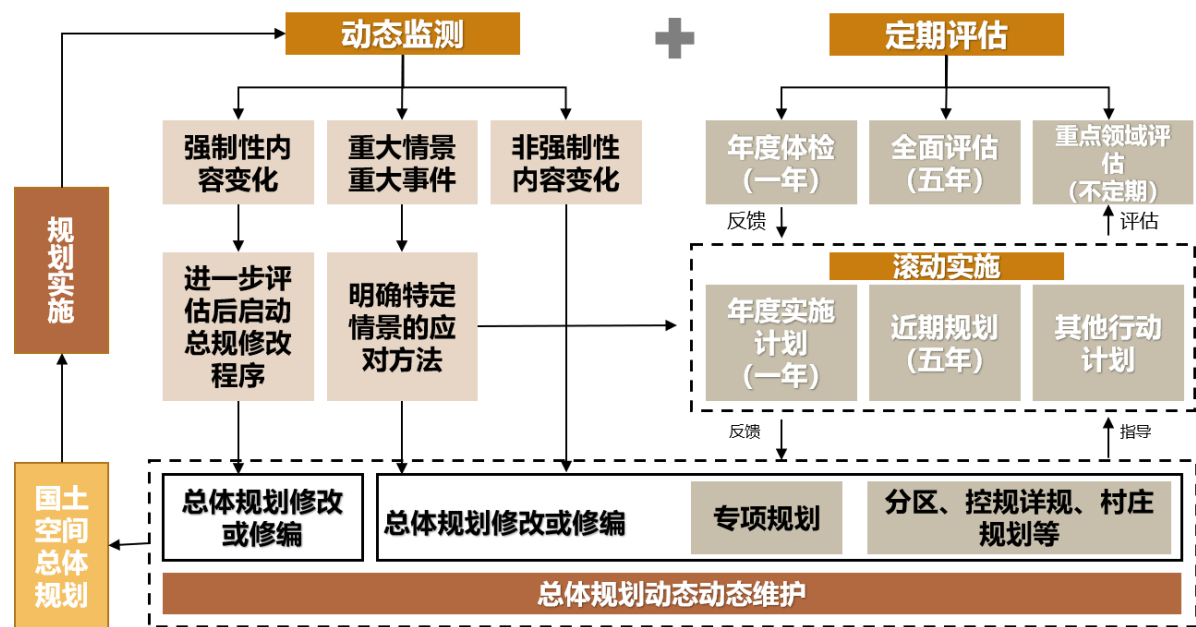 动态监测
定期评估
强制性内
容变化
重大情景
重大事件
非强制性
内容变化
年度体检
（一年）
全面评估
（五年）
重点领域评
估
（不定期）
反馈
评估
规
划
实
施
进一步评
估后启动
总规修改
程序
明确特定
情景的应
对方法
滚动实施
年度实施
计划
（一年）
近期规划
（五年）
其他行动
计划
反馈
指导
国土
空间
总体
规划
总体规划修改
或修编
总体规划修改或修编
专项规划
分区、控规详规、村庄
规划等
总体规划动态动态维护